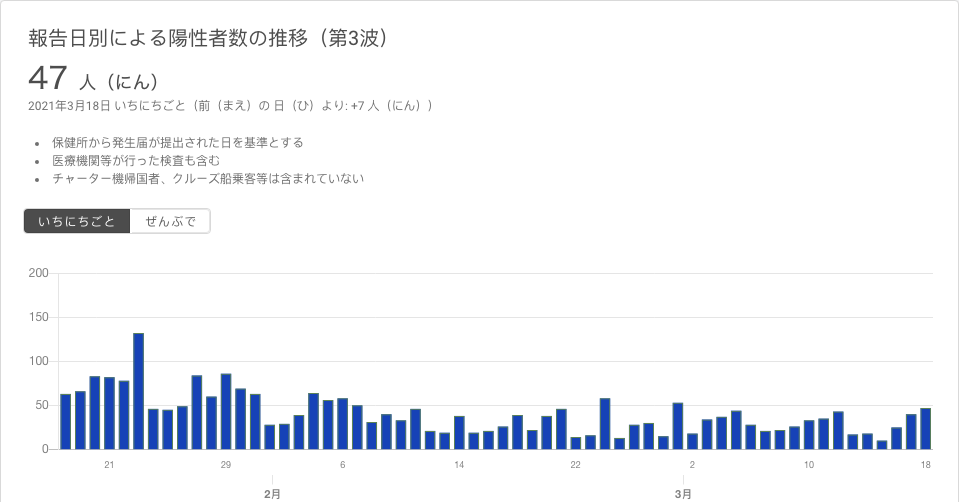 報告日別による陽性者数の推移（第3波）
47 人（にん）
2021年3月18日 いちにちごと（前（まえ）の 日（ひ）より: +7 人（にん））
保健所から発生届が提出された日を基準とする
医療機関等が行った検査も含む
チャーター機帰国者、クルーズ船乗客等は含まれていない
いちにちごと ぜんぶで
200
150
100
50
0
21 29 6 14 22 2 10 18
2月 3月